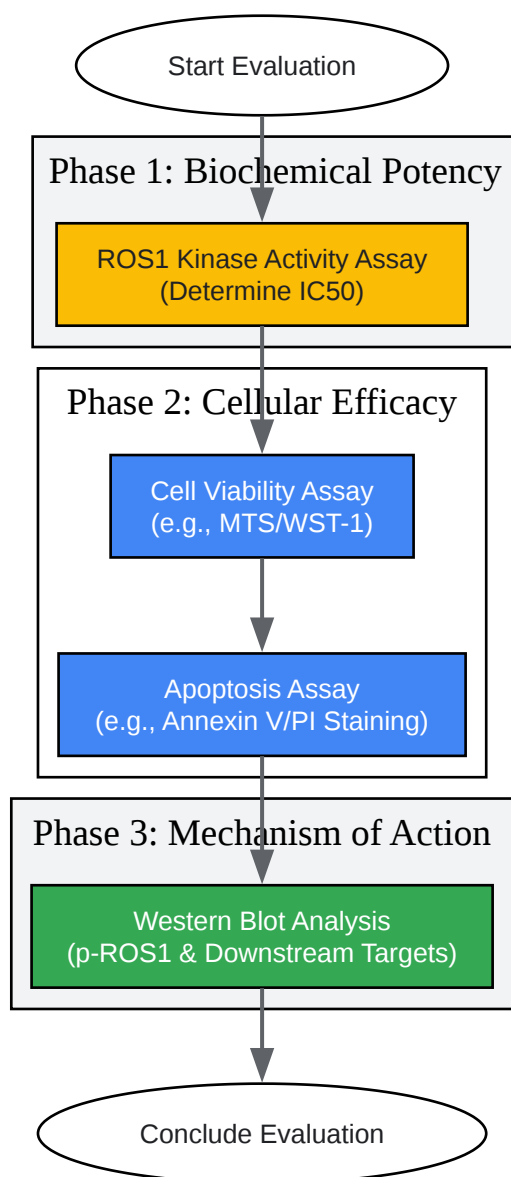 Start Evaluation
Phase 1: Biochemical Potency
ROS1 Kinase Activity Assay
(Determine IC50)
Phase 2: Cellular Efficacy
Cell Viability Assay
(e.g., MTS/WST-1)
Apoptosis Assay
(e.g., Annexin V/PI Staining)
Phase 3: Mechanism of Action
Western Blot Analysis
(p-ROS1 & Downstream Targets)
Conclude Evaluation